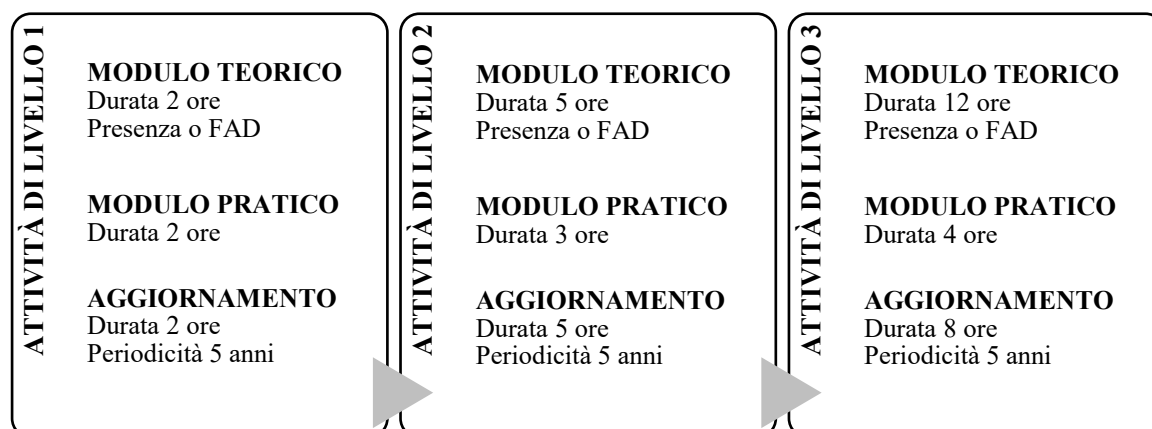 ATTIVITÀ DI LIVELLO 1
MODULO TEORICO
Durata 2 ore
Presenza o FAD
MODULO PRATICO
Durata 2 ore
AGGIORNAMENTO
Durata 2 ore
Periodicità 5 anni
ATTIVITÀ DI LIVELLO 2
MODULO TEORICO
Durata 5 ore
Presenza o FAD
MODULO PRATICO
Durata 3 ore
AGGIORNAMENTO
Durata 5 ore
Periodicità 5 anni
ATTIVITÀ DI LIVELLO 3
MODULO TEORICO
Durata 12 ore
Presenza o FAD
MODULO PRATICO
Durata 4 ore
AGGIORNAMENTO
Durata 8 ore
Periodicità 5 anni